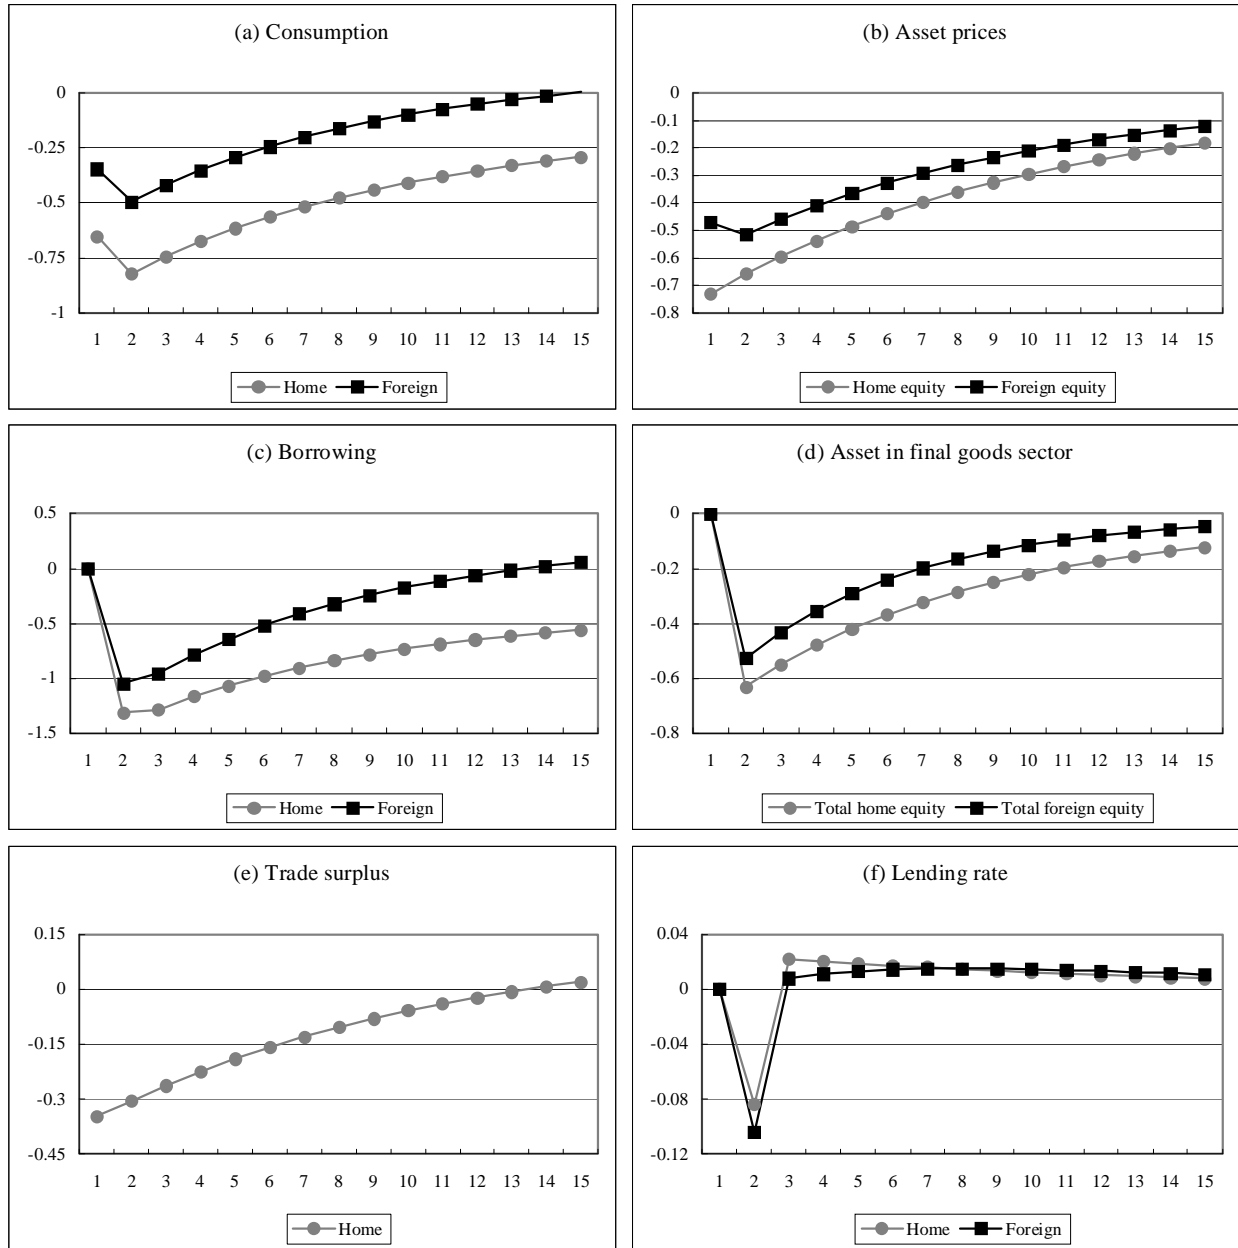 (a) Consumption
0
-0.25
-0.5
-0.75
-1
1 2 3 4 5 6 7 8 9 10 11 12 13 14 15
Home Foreign
(b) Asset prices
0
-0.1
-0.2
-0.3
-0.4
-0.5
-0.6
-0.7
-0.8
1 2 3 4 5 6 7 8 9 10 11 12 13 14 15
Home equity Foreign equity
(c) Borrowing
0.5
0
-0.5
-1
-1.5
1 2 3 4 5 6 7 8 9 10 11 12 13 14 15
Home Foreign
(d) Asset in final goods sector
0
-0.2
-0.4
-0.6
-0.8
1 2 3 4 5 6 7 8 9 10 11 12 13 14 15
Total home equity Total foreign equity
(e) Trade surplus
0.15
0
-0.15
-0.3
-0.45
1 2 3 4 5 6 7 8 9 10 11 12 13 14 15
Home
(f) Lending rate
0.04
0
-0.04
-0.08
-0.12
1 2 3 4 5 6 7 8 9 10 11 12 13 14 15
Home Foreign